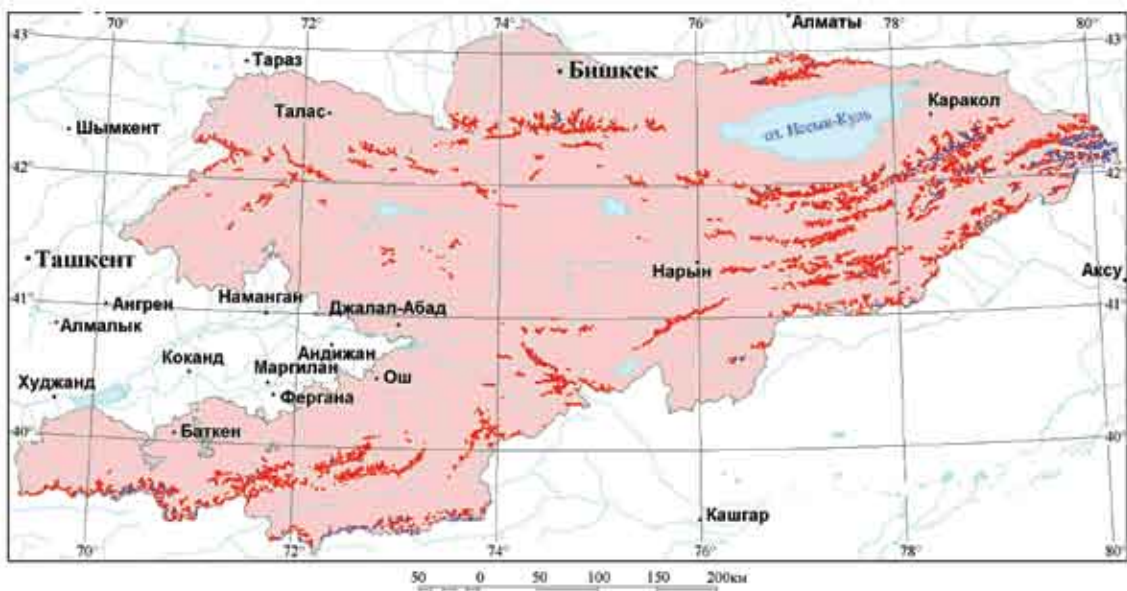 70°
72°
74°
76°
Алматы
78°
80°
43°
43°
Тараз
Бишкек
Талас
Каракол
Шымкент
оз. Иссык-Куль
42°
42°
Ташкент
Нарын
Аксу
Ангрен
Наманган
41°
41°
Джалал-Абад
Алмалык
Андижан
Коканд
Маргилан
Ош
Худжанд
Фергана
40°
Баткен
40°
Кашгар
70°
72°
74°
76°
78°
80°
50 0 50 100 150 200км